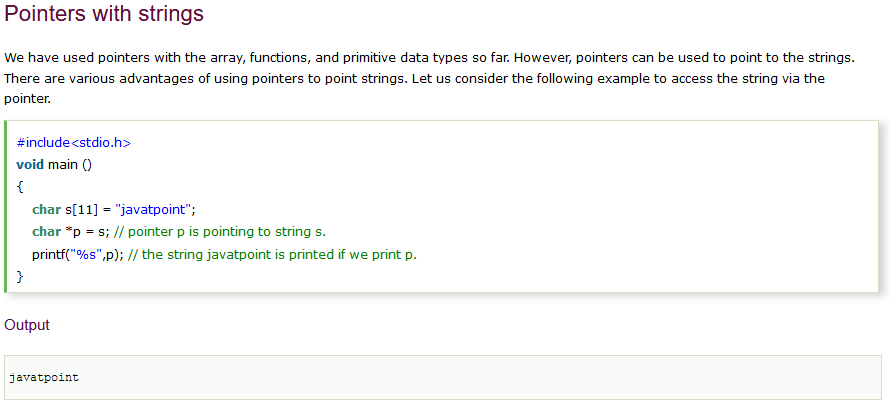 Pointers with strings
We have used pointers with the array, functions, and primitive data types so far. However, pointers can be used to point to the strings.
There are various advantages of using pointers to point strings. Let us consider the following example to access the string via the
pointer.
#include<stdio.h>
void main ()
{
    char s[11] = "javatpoint";
    char *p = s; // pointer p is pointing to string s.
    printf("%s",p); // the string javatpoint is printed if we print p.
}
Output
javatpoint